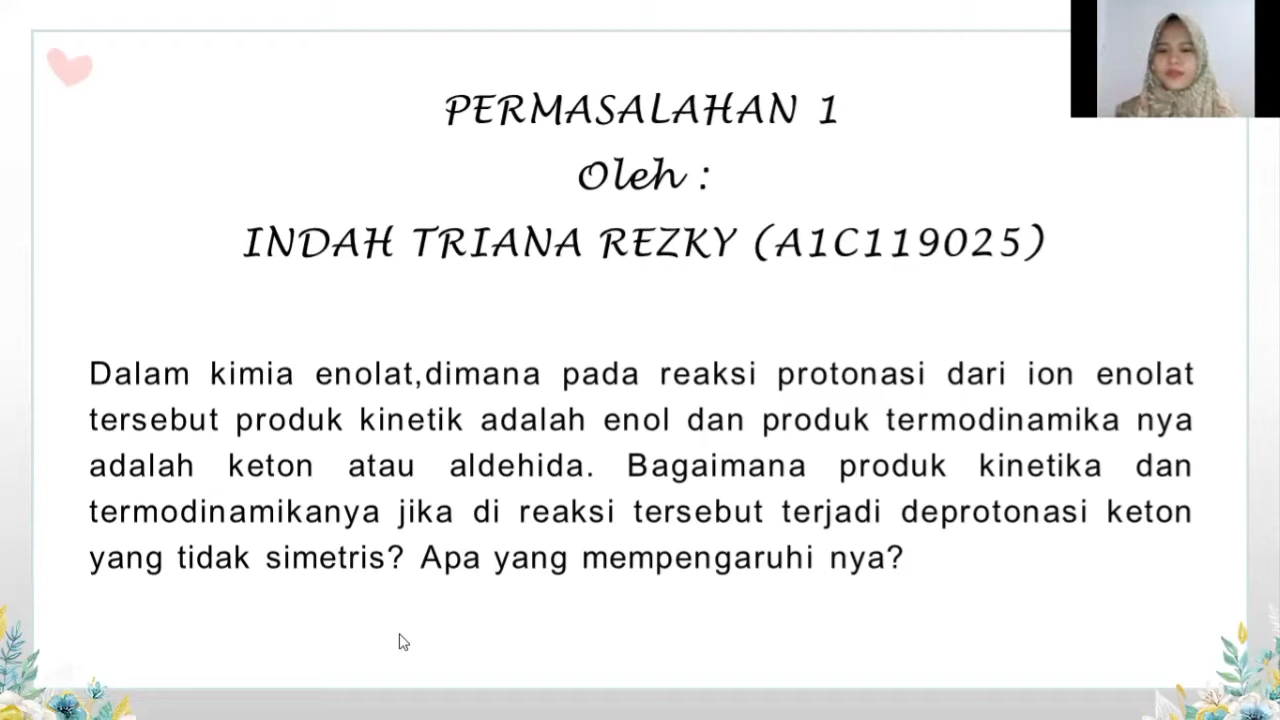 PERMASALAHAN 1
Oleh :
INDAH TRIANA REZKY (A1C119025)
Dalam kimia enolat,dimana pada reaksi protonasi dari ion enolat
tersebut produk kinetik adalah enol dan produk termodinamika nya
adalah keton atau aldehida. Bagaimana produk kinetika dan
termodinamikanya jika di reaksi tersebut terjadi deprotonasi keton
yang tidak simetris? Apa yang mempengaruhi nya?